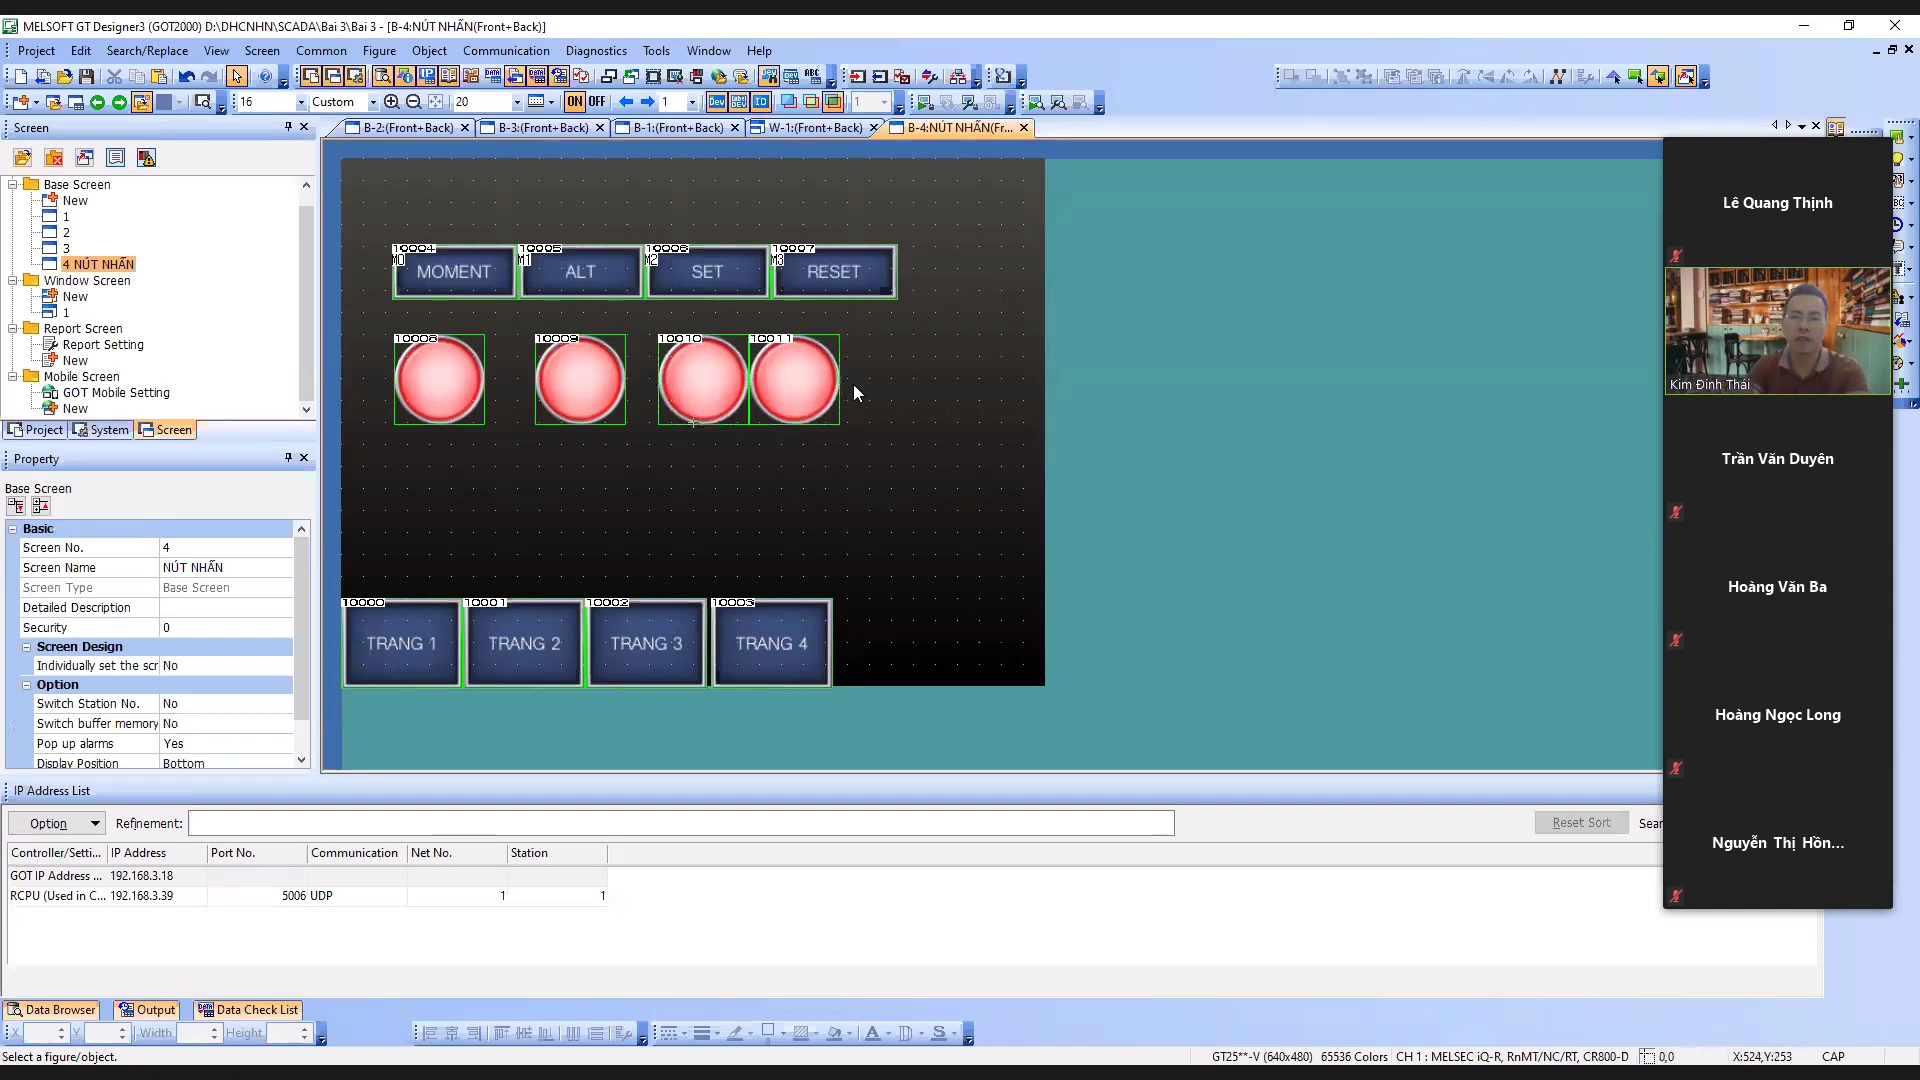 MELSOFT GT Designer3 (GOT2000) D:\DHCNHN\SCADA\Bai 3\Bai 3 - [B-4:NÚT NHẤN(Front+Back)]
Project Edit Search/Replace View Screen Common Figure Object Communication Diagnostics Tools Window Help
16 Custom 20 ON OFF 1 Dev ID 1
Screen
B-2:(Front+Back) B-3:(Front+Back) B-1:(Front+Back) W-1:(Front+Back) B-4:NÚT NHẤN(Fr...
Base Screen
New
1
2
3
4 NÚT NHẤN
Window Screen
New
1
Report Screen
Report Setting
New
Mobile Screen
GOT Mobile Setting
New
Project System Screen
Property
Base Screen
Basic
Screen No. 4
Screen Name NÚT NHẤN
Screen Type Base Screen
Detailed Description
Security 0
Screen Design
Individually set the scr No
Option
Switch Station No. No
Switch buffer memory No
Pop up alarms Yes
Display Position Bottom
10004 10005 10006 10007
M0 M1 M2 M3
MOMENT ALT SET RESET
10008 10009 10010 10011
10000 10001 10002 10003
TRANG 1 TRANG 2 TRANG 3 TRANG 4
Lê Quang Thịnh
Kim Đinh Thái
Trần Văn Duyên
Hoàng Văn Ba
Hoàng Ngọc Long
Nguyễn Thị Hồn...
IP Address List
Option Refinement: Reset Sort Sear
Controller/Setti... IP Address Port No. Communication Net No. Station
GOT IP Address ... 192.168.3.18
RCPU (Used in C... 192.168.3.39 5006 UDP 1 1
Data Browser Output Data Check List
X Y Width Height
Select a figure/object.
GT25**-V (640x480) 65536 Colors CH 1 : MELSEC iQ-R, RnMT/NC/RT, CR800-D 0,0 X:524,Y:253 CAP